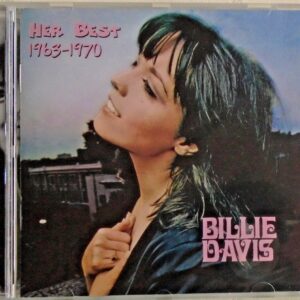 HER BEST
1963-1970
BILLIE
DAVIS